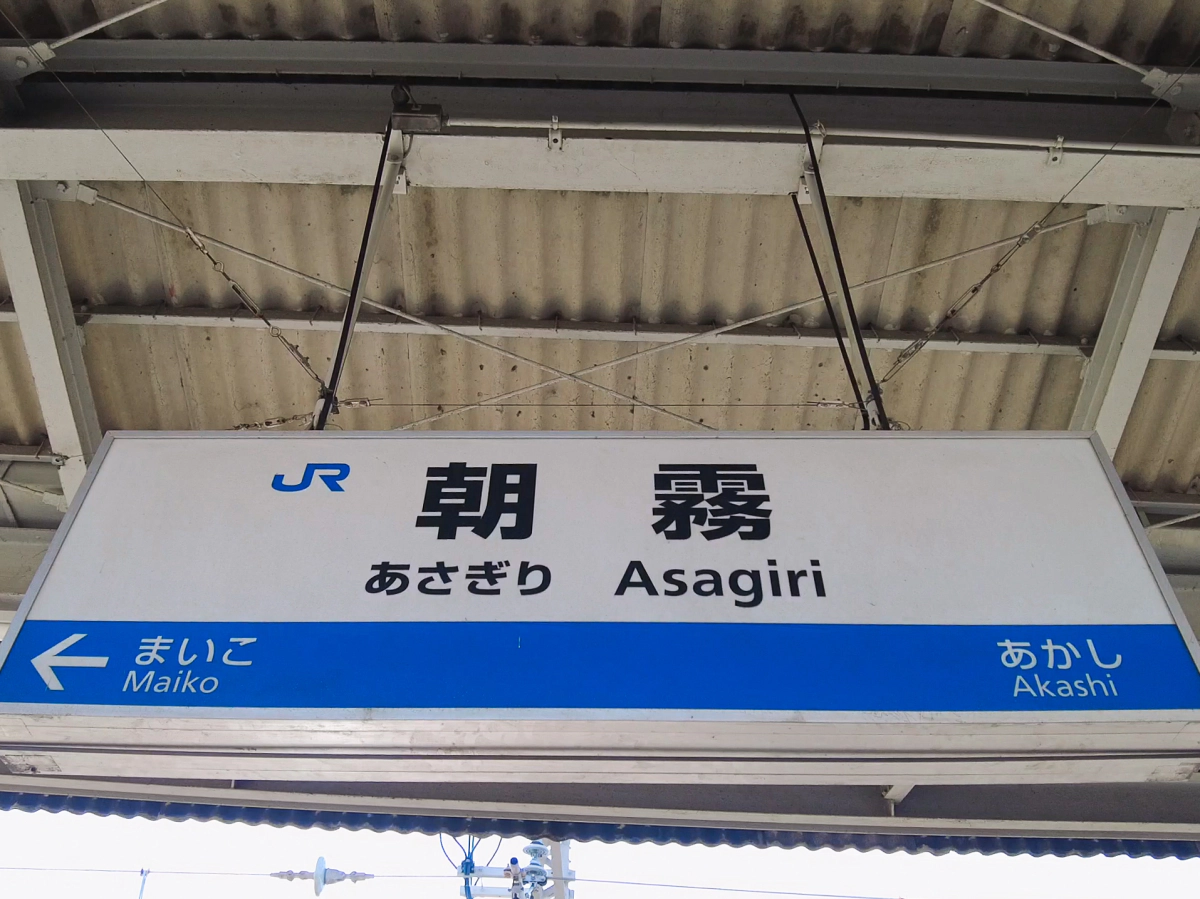 JR 朝霧
あさぎり Asagiri
まいこ
Maiko
あかし
Akashi